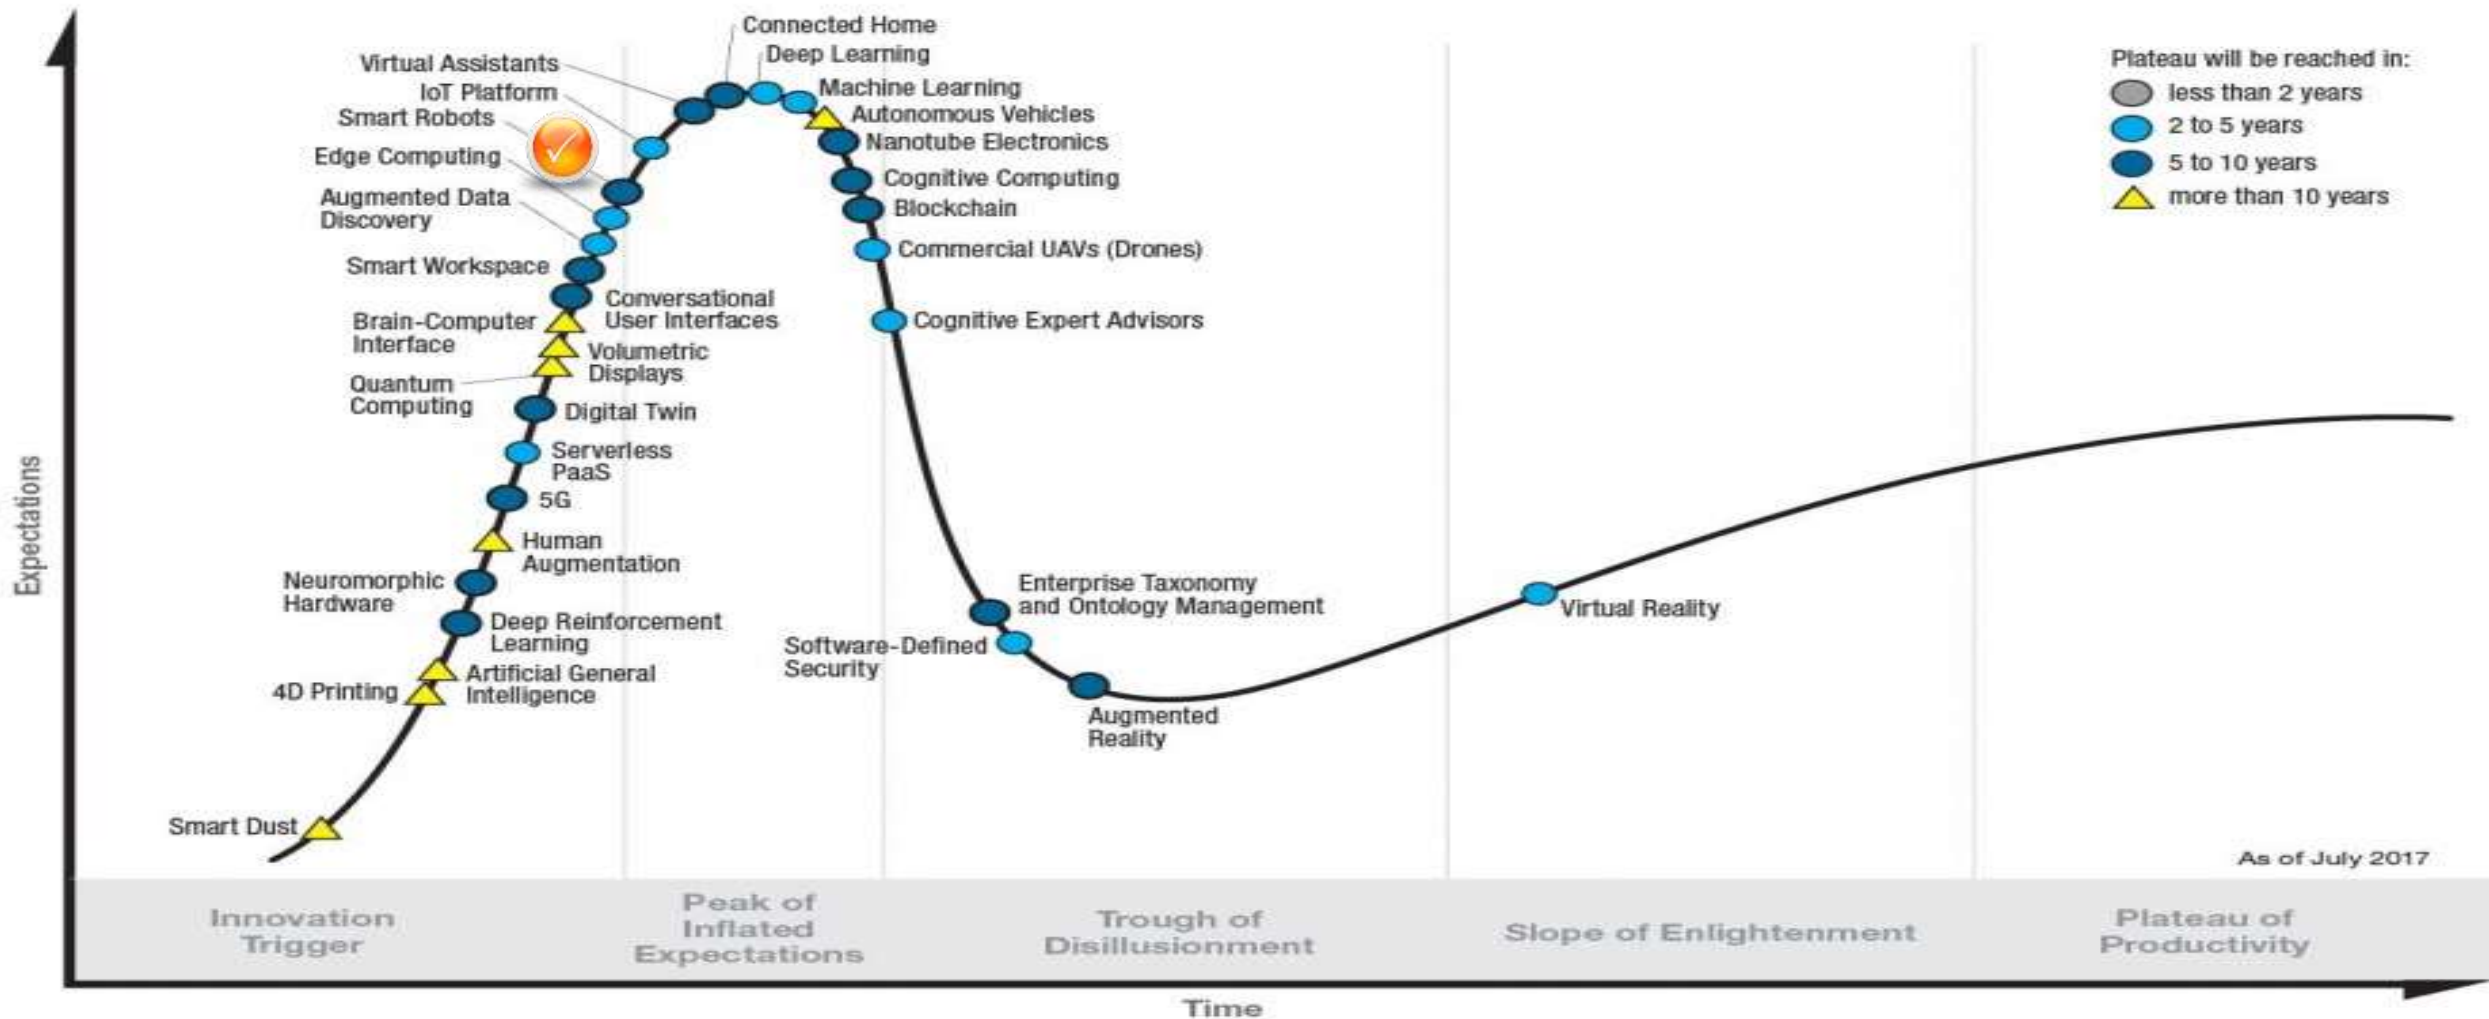 Connected Home
Deep Learning
Virtual Assistants
IoT Platform
Smart Robots
Edge Computing
Augmented Data
Discovery
Smart Workspace
Brain-Computer
Interface
Quantum
Computing
Neuromorphic
Hardware
4D Printing
Smart Dust
Machine Learning
Autonomous Vehicles
Nanotube Electronics
Cognitive Computing
Blockchain
Commercial UAVs (Drones)
Cognitive Expert Advisors
Conversational
User Interfaces
Volumetric
Displays
Digital Twin
Serverless
PaaS
5G
Human
Augmentation
Deep Reinforcement
Learning
Artificial General
Intelligence
Enterprise Taxonomy
and Ontology Management
Software-Defined
Security
Augmented
Reality
Virtual Reality
Plateau will be reached in:
less than 2 years
2 to 5 years
5 to 10 years
more than 10 years
As of July 2017
Expectations
Innovation
Trigger
Peak of
Inflated
Expectations
Trough of
Disillusionment
Slope of Enlightenment
Plateau of
Productivity
Time